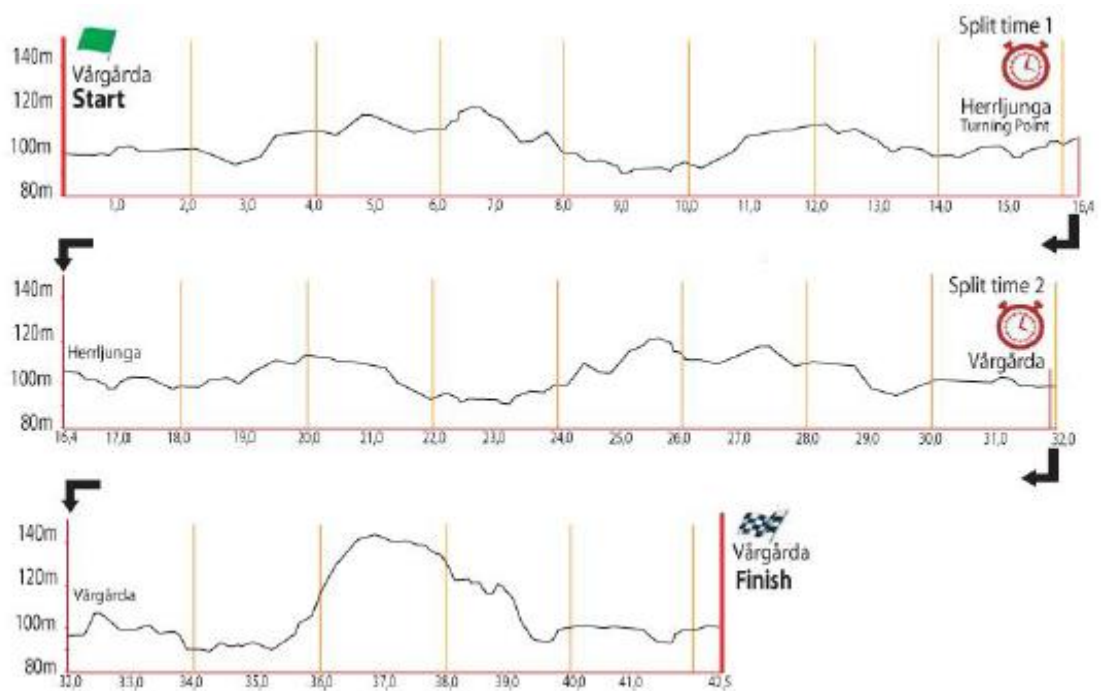 Split time 1
140m
Vårgårda
Start
120m
Herrljunga
Turning Point
100m
80m
1,0 2,0 3,0 4,0 5,0 6,0 7,0 8,0 9,0 10,0 11,0 12,0 13,0 14,0 15,0 16,4
140m
Split time 2
120m
Herrljunga
Vårgårda
100m
80m
16,4 17,0 18,0 19,0 20,0 21,0 22,0 23,0 24,0 25,0 26,0 27,0 28,0 29,0 30,0 31,0 32,0
140m
Vårgårda
Finish
120m
Vårgårda
100m
80m
32,0 33,0 34,0 35,0 36,0 37,0 38,0 39,0 40,0 41,0 42,5